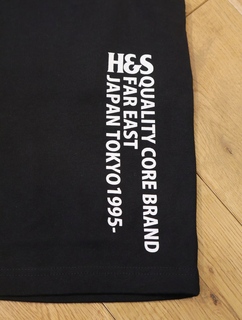 H&S
QUALITY CORE BRAND
FAR EAST
JAPAN TOKYO 1995-